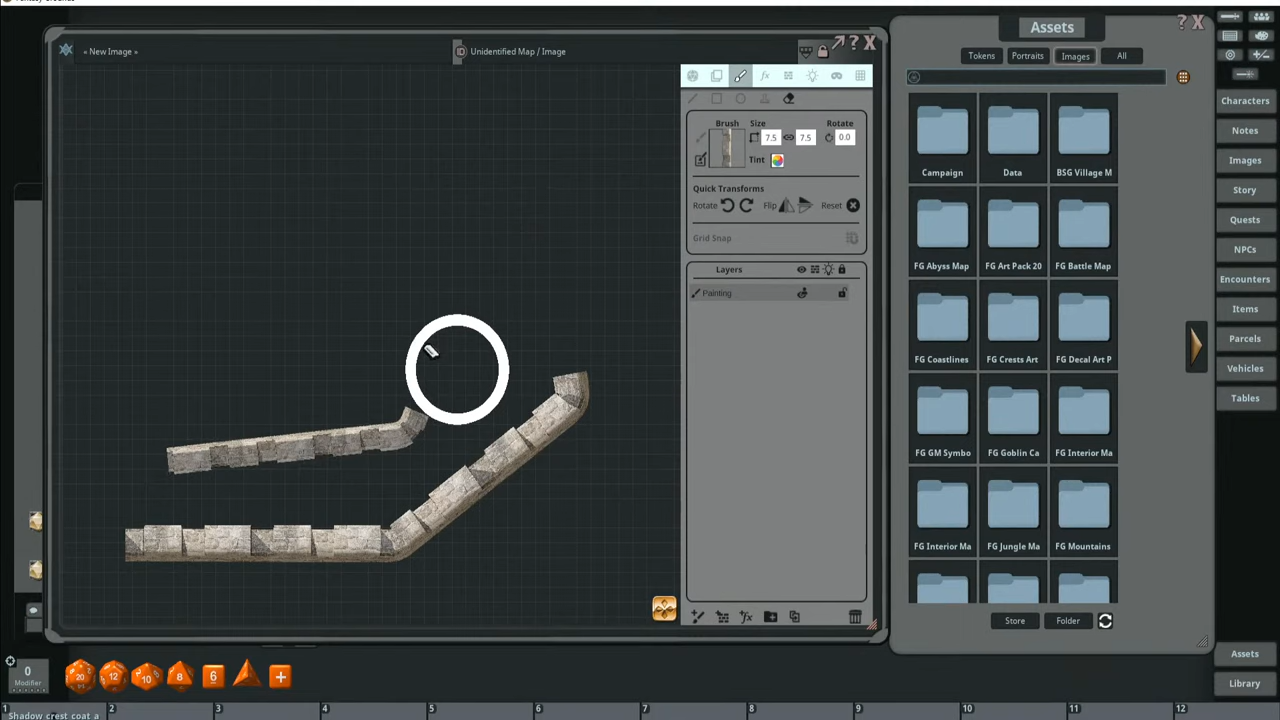 « New Image »
Unidentified Map / Image
Assets
Tokens
Portraits
Images
All
Brush
Size
Rotate
7.5
7.5
0.0
Tint
Quick Transforms
Rotate
Flip
Reset
Grid Snap
Layers
Painting
Campaign
Data
BSG Village M
FG Abyss Map
FG Art Pack 20
FG Battle Map
FG Coastlines
FG Crests Art
FG Decal Art P
FG GM Symbo
FG Goblin Ca
FG Interior Ma
FG Interior Ma
FG Jungle Ma
FG Mountains
Store
Folder
Characters
Notes
Images
Story
Quests
NPCs
Encounters
Items
Parcels
Vehicles
Tables
Assets
Library
0
Modifier
20
12
10
8
6
Shadow crest coat a
1
2
3
4
5
6
7
8
9
10
11
12